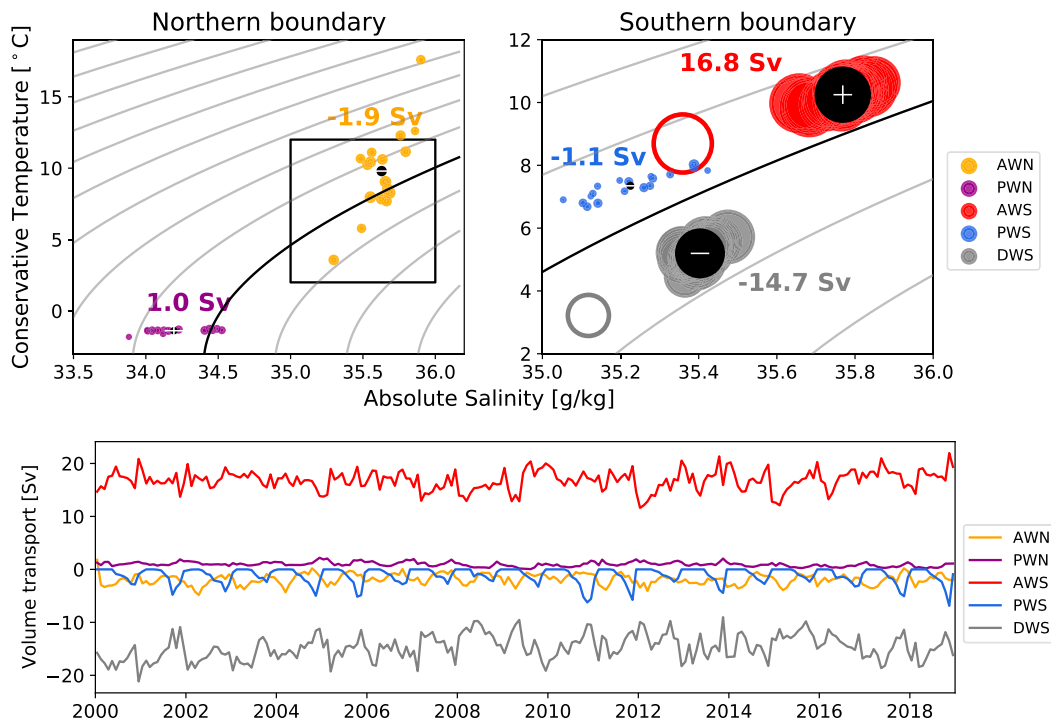 Northern boundary
Southern boundary
Conservative Temperature [°C]
15
10
5
0
-1.9 Sv
1.0 Sv
33.5 34.0 34.5 35.0 35.5 36.0
12
10
8
6
4
2
16.8 Sv
-1.1 Sv
-14.7 Sv
35.0 35.2 35.4 35.6 35.8 36.0
Absolute Salinity [g/kg]
AWN
PWN
AWS
PWS
DWS
Volume transport [Sv]
20
10
0
−10
−20
2000 2002 2004 2006 2008 2010 2012 2014 2016 2018
AWN
PWN
AWS
PWS
DWS